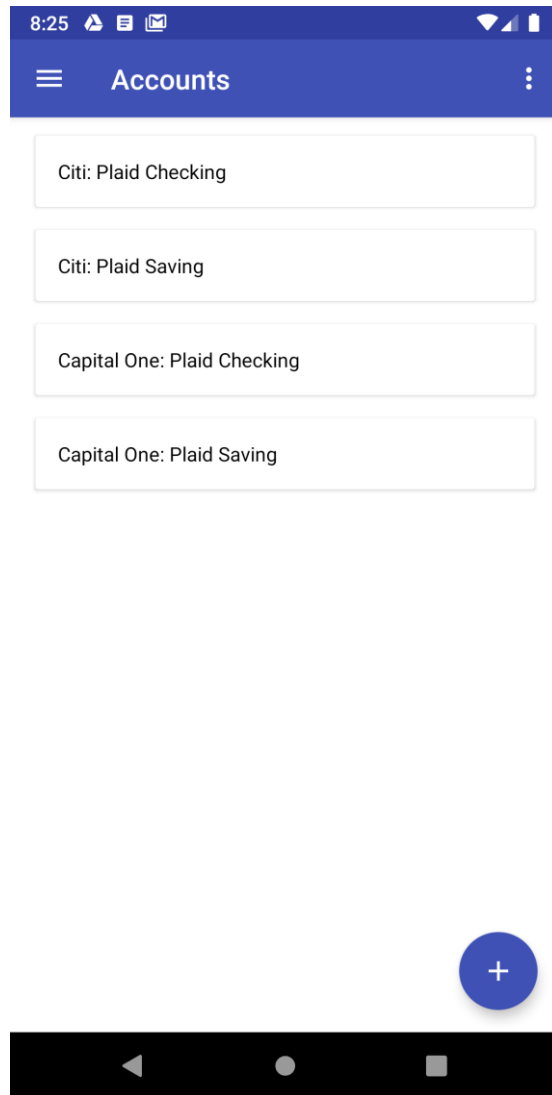 8:25
Accounts
Citi: Plaid Checking
Citi: Plaid Saving
Capital One: Plaid Checking
Capital One: Plaid Saving
+